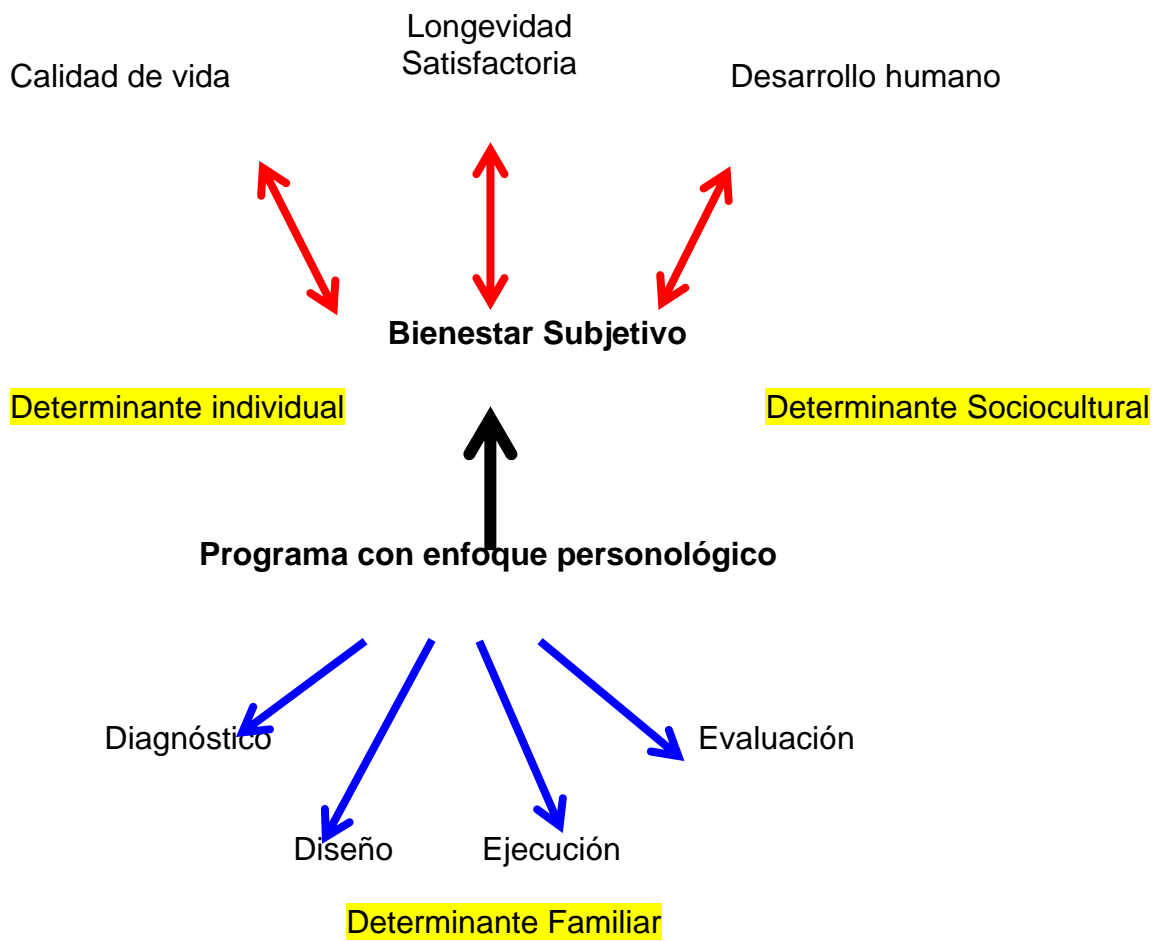 Longevidad
Satisfactoria
Calidad de vida
Desarrollo humano
Bienestar Subjetivo
Determinante individual
Determinante Sociocultural
Programa con enfoque personológico
Diagnóstico
Evaluación
Diseño
Ejecución
Determinante Familiar